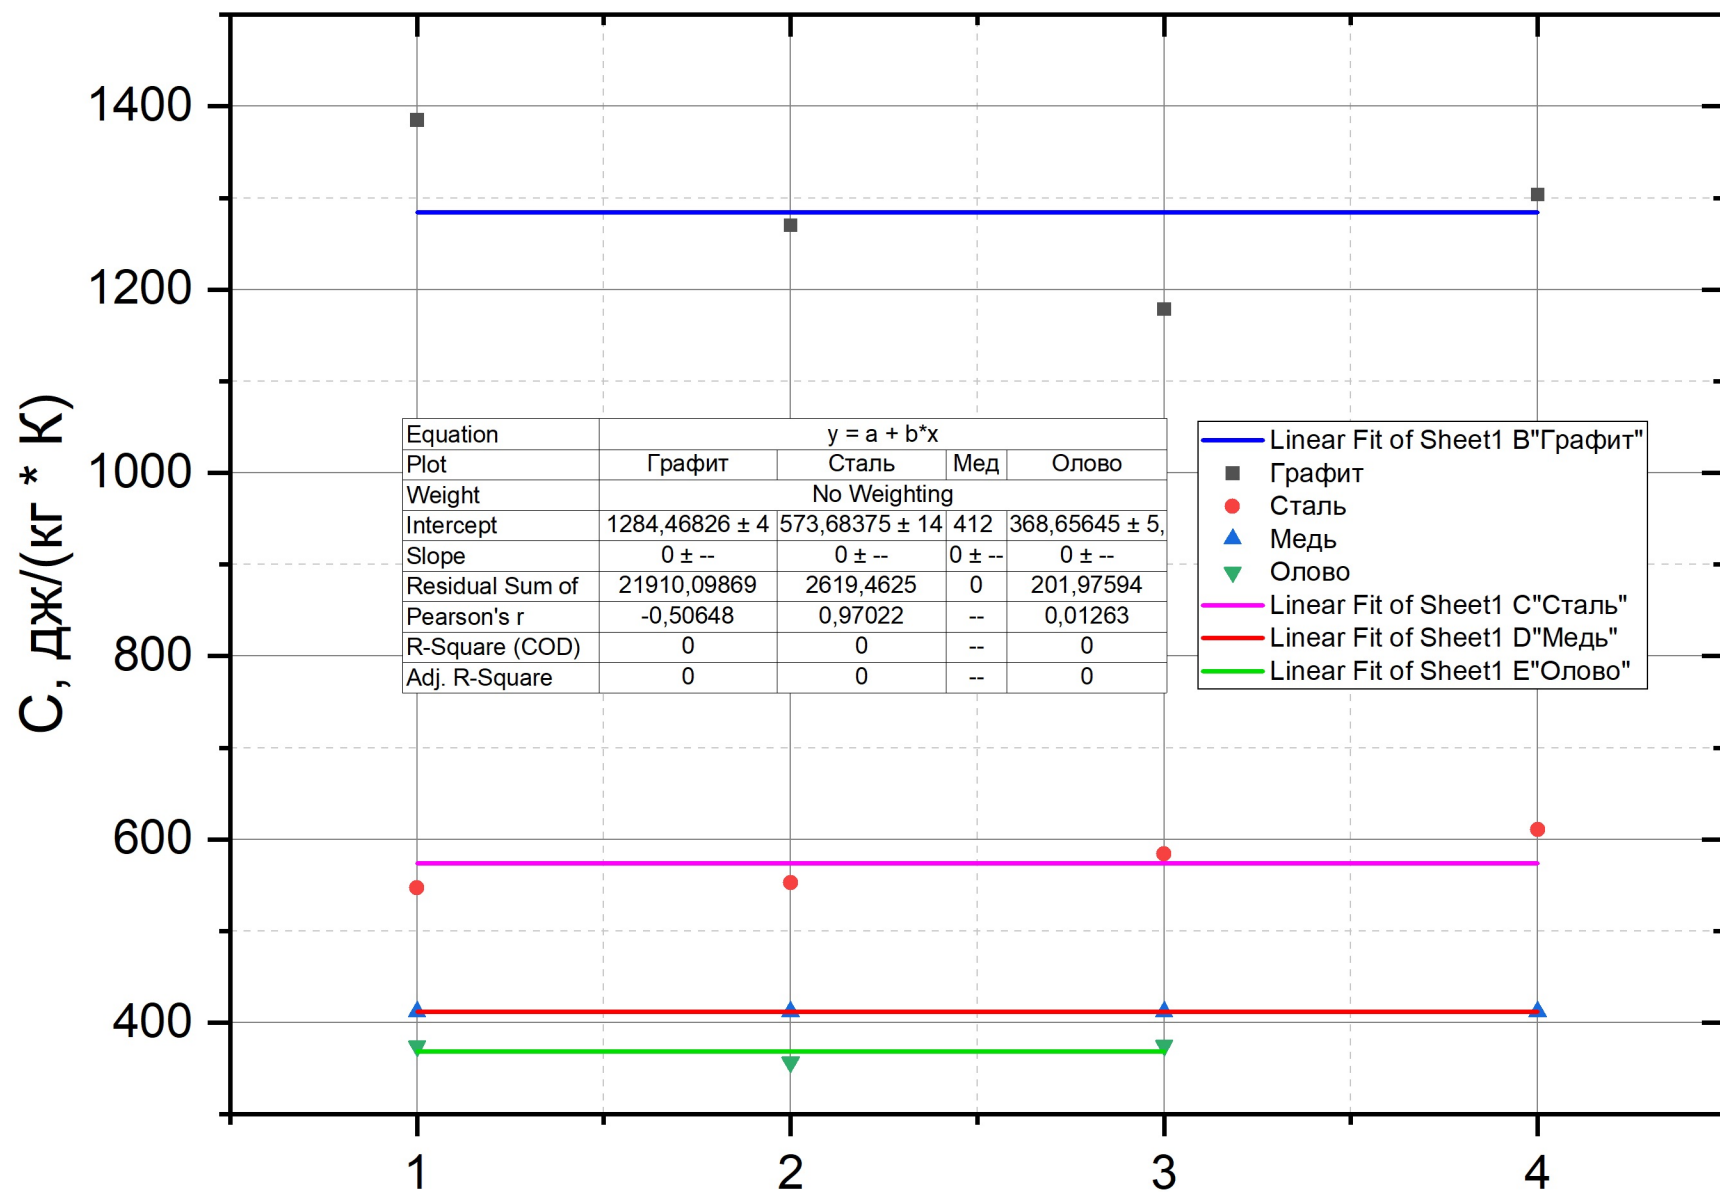 1400
1200
1000
800
600
400
С, дж/(кг * К)
Equation y = a + b*x
Plot Графит Сталь Мед Олово
Weight No Weighting
Intercept 1284,46826 ± 4 573,68375 ± 14 412 368,65645 ± 5,
Slope 0 ± -- 0 ± -- 0 ± -- 0 ± --
Residual Sum of 21910,09869 2619,4625 0 201,97594
Pearson's r -0,50648 0,97022 -- 0,01263
R-Square (COD) 0 0 -- 0
Adj. R-Square 0 0 -- 0
Linear Fit of Sheet1 B"Графит"
Графит
Сталь
Медь
Олово
Linear Fit of Sheet1 C"Сталь"
Linear Fit of Sheet1 D"Медь"
Linear Fit of Sheet1 E"Олово"
1 2 3 4